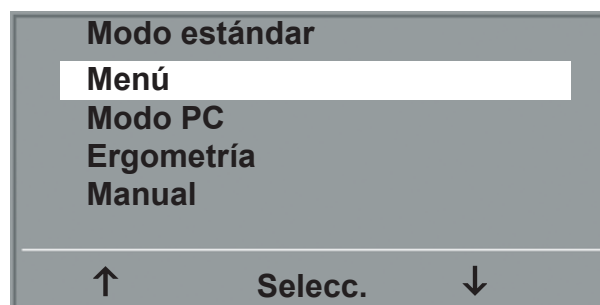 Modo estándar
Menú
Modo PC
Ergometría
Manual
↑ Selecc. ↓